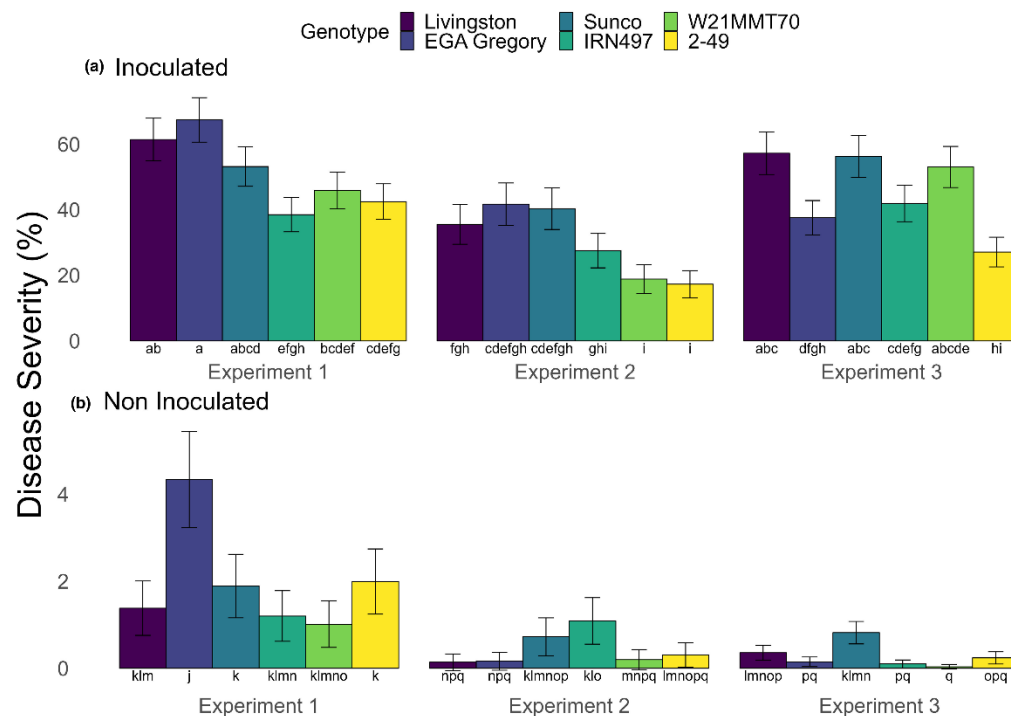 Genotype
Livingston Sunco W21MMT70
EGA Gregory IRN497 2-49
(a) Inoculated
Disease Severity (%)
60
40
20
0
ab a abcd efgh bcdef cdefg
fgh cdefgh cdefgh ghi i i
abc dfgh abc cdefg abcde hi
Experiment 1 Experiment 2 Experiment 3
(b) Non Inoculated
4
2
0
klm j k klmn klmno k
npq npq klmnop klo mnpq lmnopq
lmnop pq klmn pq q opq
Experiment 1 Experiment 2 Experiment 3